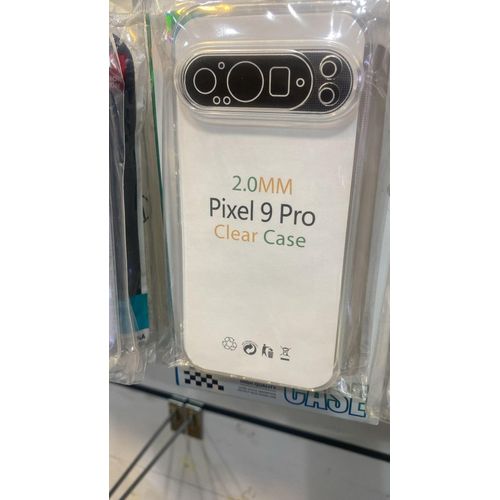 2.0MM
Pixel 9 Pro
Clear Case
CASE